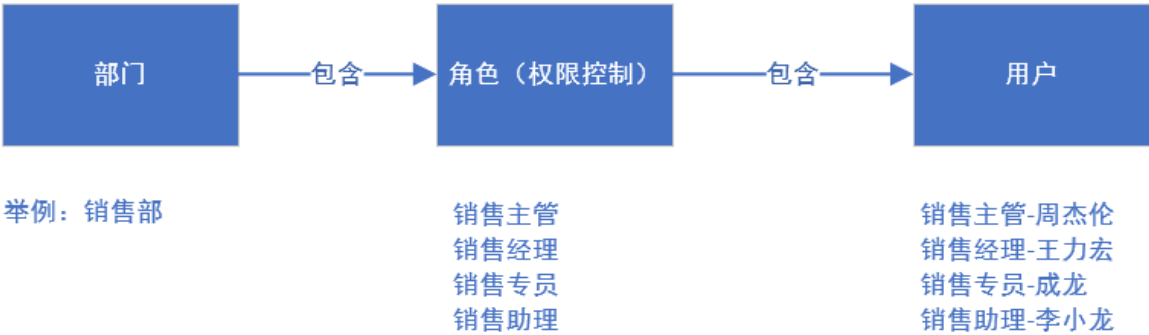 部门
包含
角色（权限控制）
包含
用户
举例：销售部
销售主管
销售经理
销售专员
销售助理
销售主管-周杰伦
销售经理-王力宏
销售专员-成龙
销售助理-李小龙